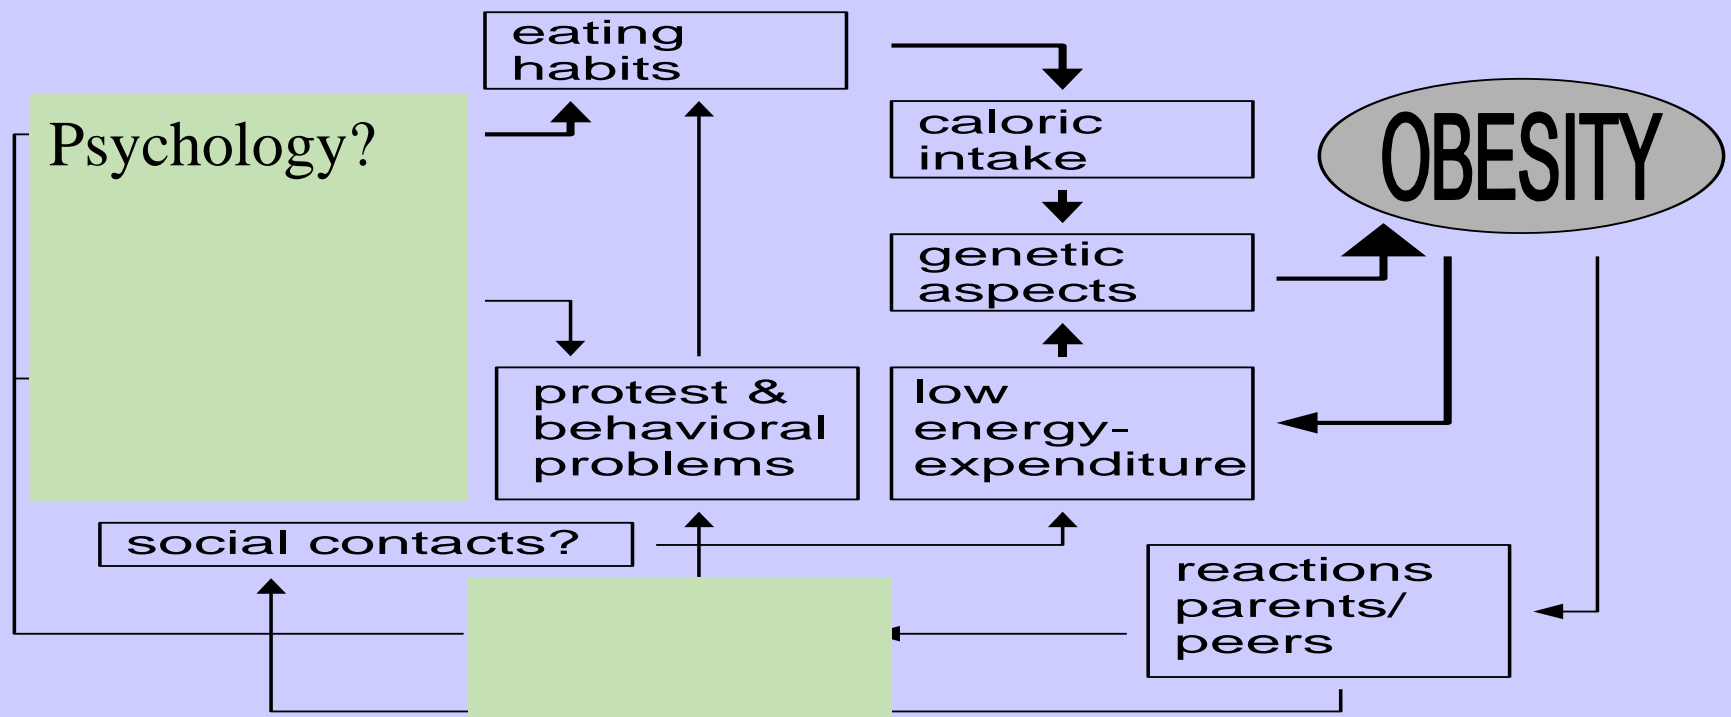 eating
habits
Psychology?
caloric
intake
OBESITY
genetic
aspects
protest &
behavioral
problems
low
energy-
expenditure
social contacts?
reactions
parents/
peers